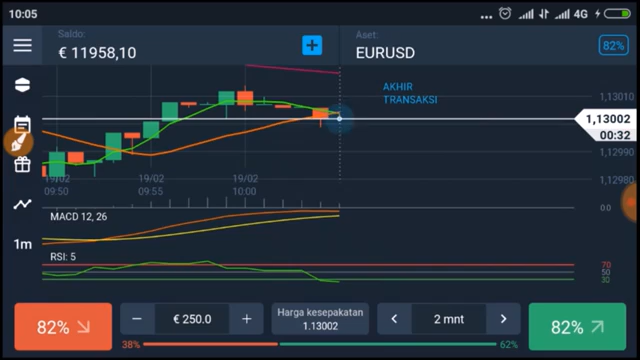 10:05
4G
Saldo:
€ 11958,10
Aset:
EURUSD
82%
AKHIR
TRANSAKSI
1,13010
1,13002
00:32
1,12990
1,12980
19/02
09:50
19/02
09:55
19/02
10:00
MACD 12, 26
0.0
RSI: 5
70
50
30
1m
82%
€ 250.0
Harga kesepakatan
1.13002
2 mnt
82%
38%
62%